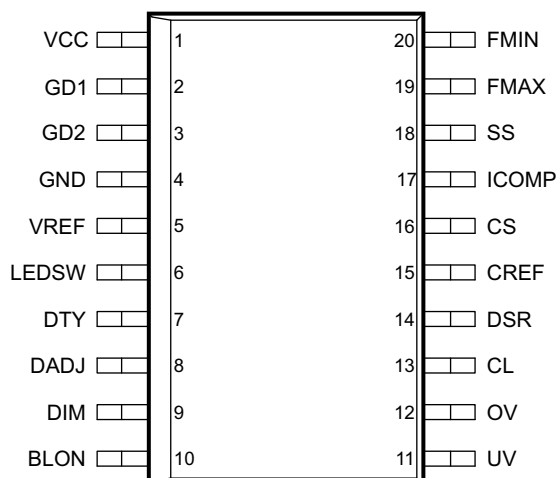 VCC 1 20 FMIN
GD1 2 19 FMAX
GD2 3 18 SS
GND 4 17 ICOMP
VREF 5 16 CS
LEDSW 6 15 CREF
DTY 7 14 DSR
DADJ 8 13 CL
DIM 9 12 OV
BLON 10 11 UV